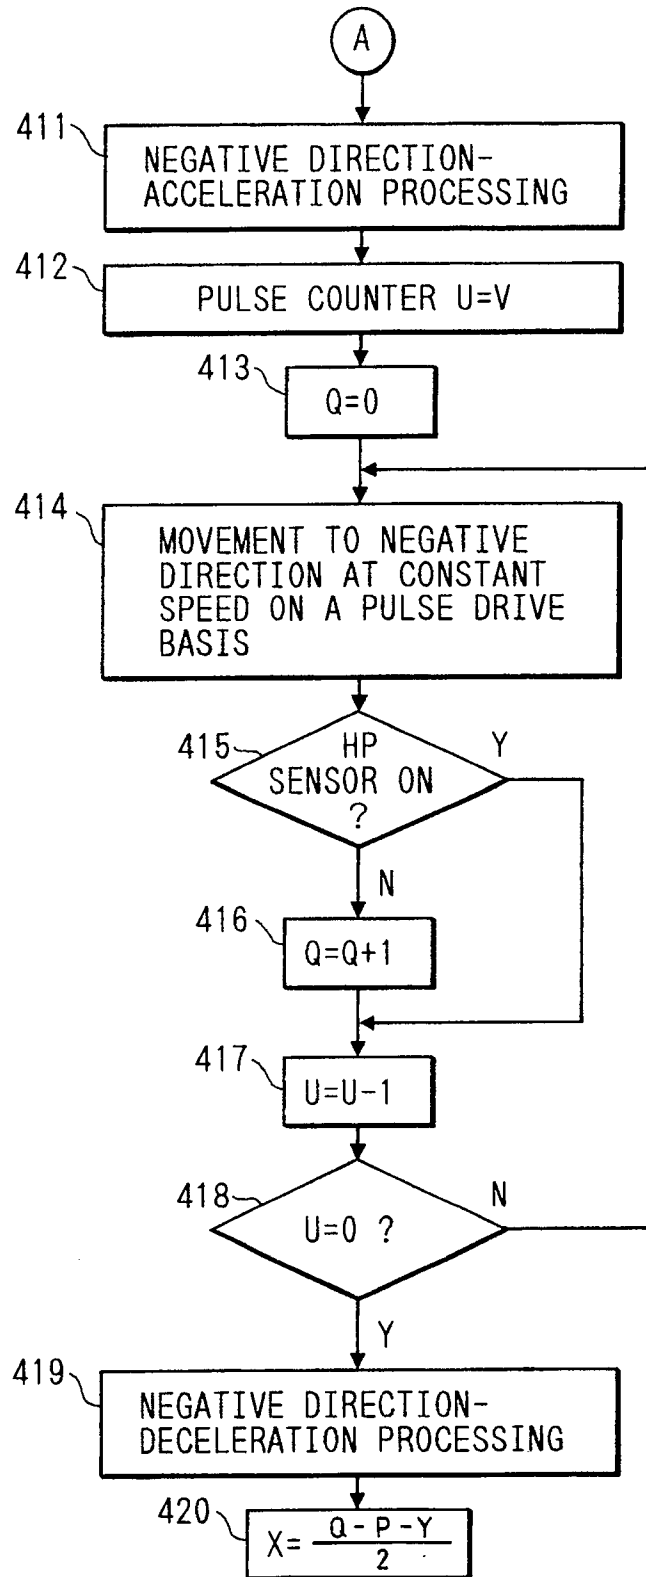 A
411
NEGATIVE DIRECTION-
ACCELERATION PROCESSING
412
PULSE COUNTER U=V
413
Q=0
414
MOVEMENT TO NEGATIVE
DIRECTION AT CONSTANT
SPEED ON A PULSE DRIVE
BASIS
415
HP
SENSOR ON
?
Y
N
416
Q=Q+1
417
U=U-1
418
U=0 ?
N
Y
419
NEGATIVE DIRECTION-
DECELERATION PROCESSING
420
X= Q-P-Y
2